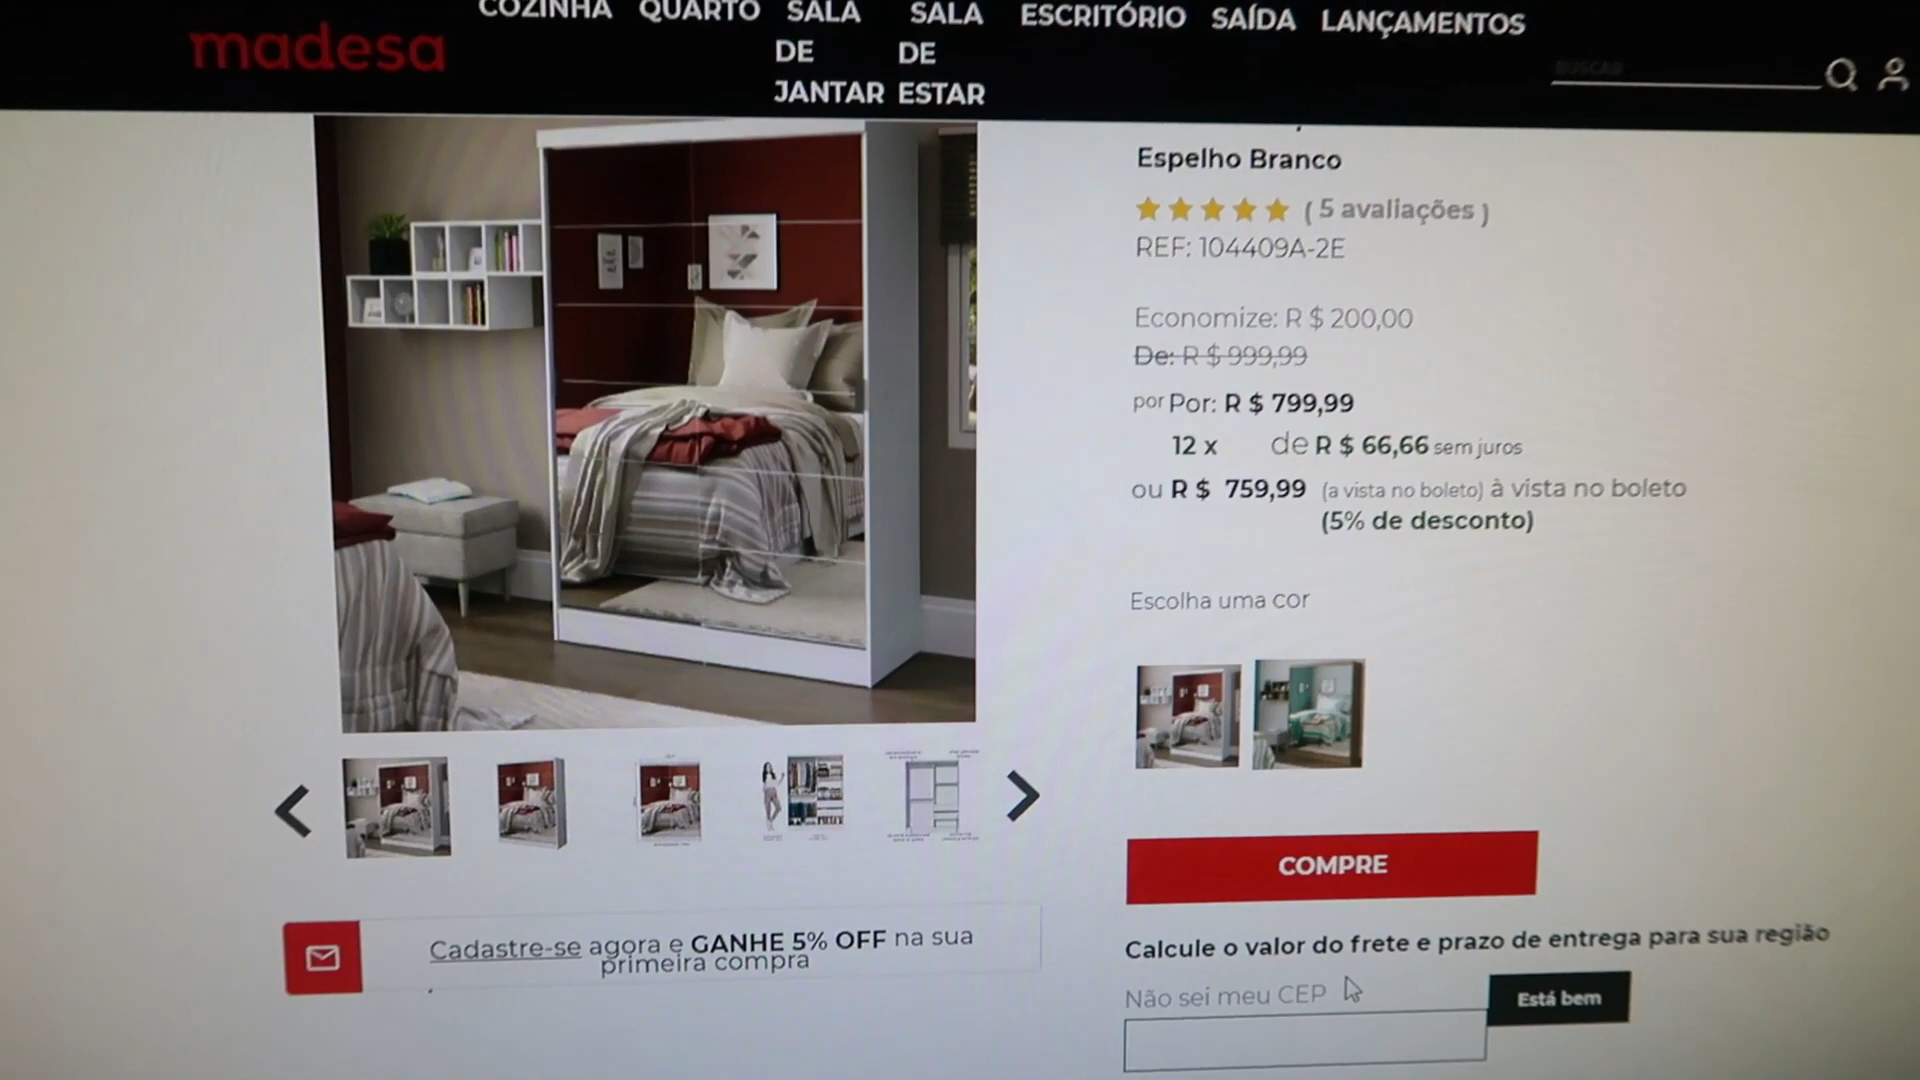 COZINHA QUARTO SALA DE JANTAR SALA DE ESTAR ESCRITÓRIO SAÍDA LANÇAMENTOS
madesa
BUSCAR
Espelho Branco
( 5 avaliações )
REF: 104409A-2E
Economize: R $ 200,00
De: R $ 999,99
por Por: R $ 799,99
12 x de R $ 66,66 sem juros
ou R $ 759,99 (a vista no boleto) à vista no boleto
(5% de desconto)
Escolha uma cor
COMPRE
Cadastre-se agora e GANHE 5% OFF na sua
primeira compra
Calcule o valor do frete e prazo de entrega para sua região
Não sei meu CEP
Está bem